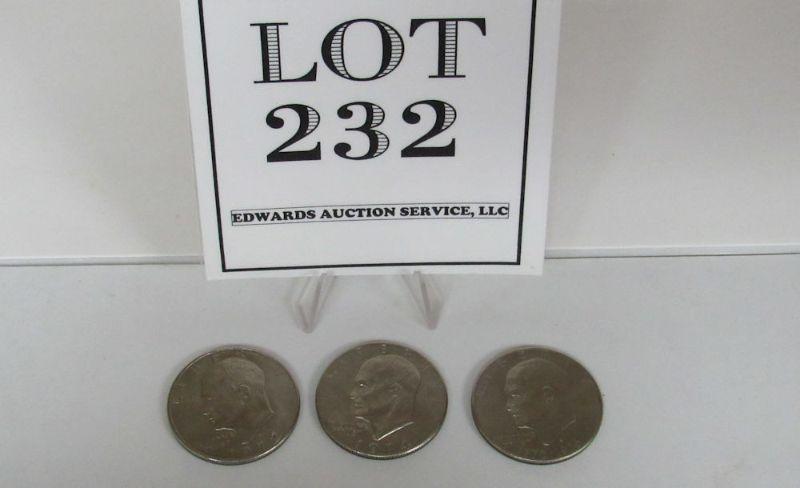 LOT
232
EDWARDS AUCTION SERVICE, LLC